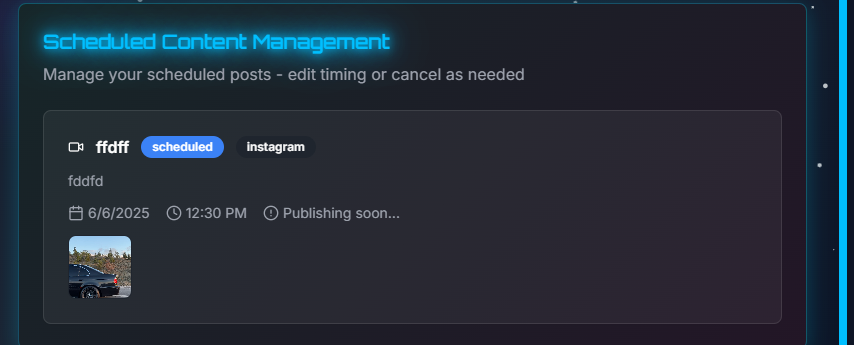 Scheduled Content Management
Manage your scheduled posts - edit timing or cancel as needed
ffdff scheduled instagram
fddfd
6/6/2025 12:30 PM Publishing soon...